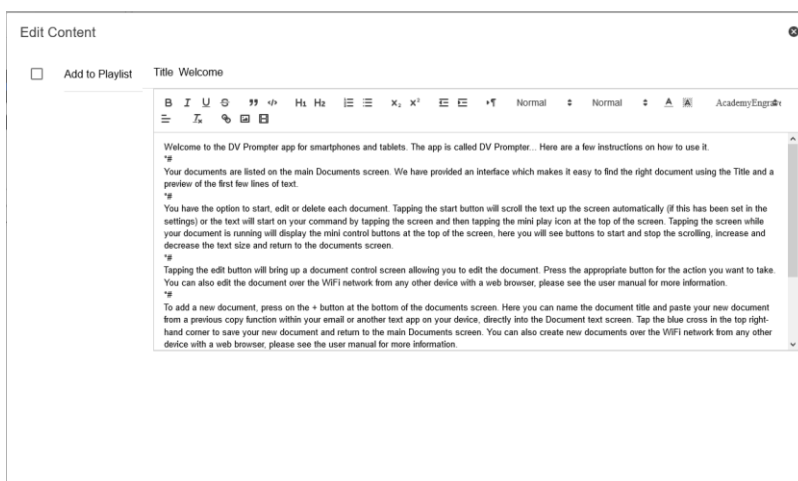 Edit Content
Add to Playlist
Title Welcome
B I U S ” </> H₁ H₂ X₂ X² Normal Normal A A AcademyEngrave
Tx
Welcome to the DV Prompter app for smartphones and tablets. The app is called DV Prompter... Here are a few instructions on how to use it.
*#
Your documents are listed on the main Documents screen. We have provided an interface which makes it easy to find the right document using the Title and a
preview of the first few lines of text.
*#
You have the option to start, edit or delete each document. Tapping the start button will scroll the text up the screen automatically (if this has been set in the
settings) or the text will start on your command by tapping the screen and then tapping the mini play icon at the top of the screen. Tapping the screen while
your document is running will display the mini control buttons at the top of the screen, here you will see buttons to start and stop the scrolling, increase and
decrease the text size and return to the documents screen.
*#
Tapping the edit button will bring up a document control screen allowing you to edit the document. Press the appropriate button for the action you want to take.
You can also edit the document over the WiFi network from any other device with a web browser, please see the user manual for more information.
*#
To add a new document, press on the + button at the bottom of the documents screen. Here you can name the document title and paste your new document
from a previous copy function within your email or another text app on your device, directly into the Document text screen. Tap the blue cross in the top right-
hand corner to save your new document and return to the main Documents screen. You can also create new documents over the WiFi network from any other
device with a web browser, please see the user manual for more information.